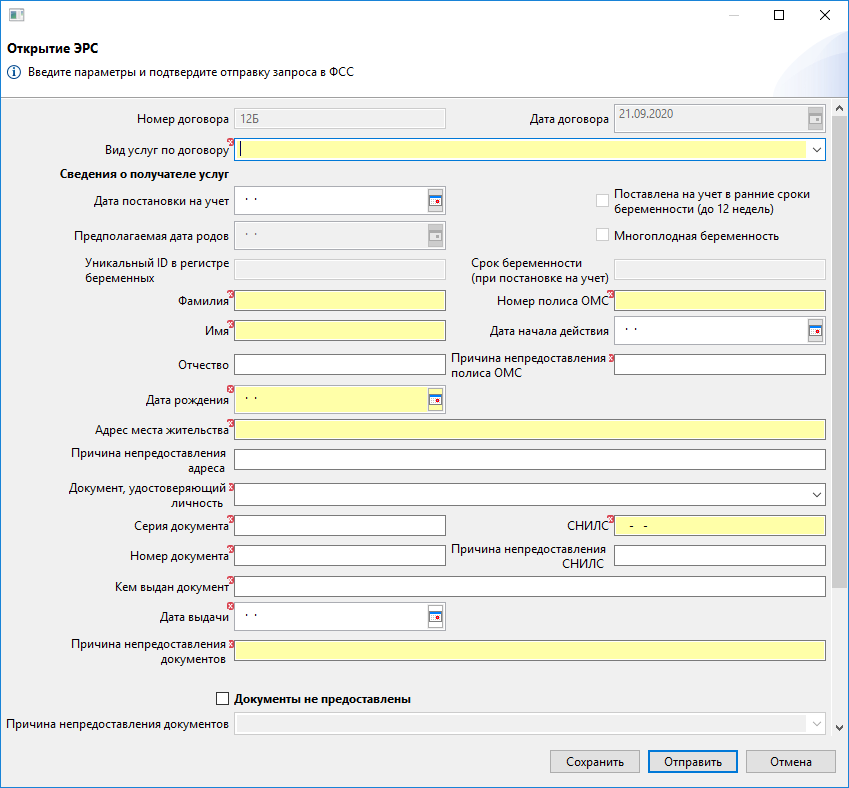 Открытие ЭРС
Введите параметры и подтвердите отправку запроса в ФСС
Номер договора 12Б Дата договора 21.09.2020
Вид услуг по договору
Сведения о получателе услуг
Дата постановки на учет . . Поставлена на учет в ранние сроки
беременности (до 12 недель)
Предполагаемая дата родов . . Многоплодная беременность
Уникальный ID в регистре
беременных
Срок беременности
(при постановке на учет)
Фамилия Номер полиса ОМС
Имя Дата начала действия . .
Отчество Причина непредоставления
полиса ОМС
Дата рождения . .
Адрес места жительства
Причина непредоставления
адреса
Документ, удостоверяющий
личность
Серия документа СНИЛС - -
Номер документа Причина непредоставления
СНИЛС
Кем выдан документ
Дата выдачи . .
Причина непредоставления
документов
Документы не предоставлены
Причина непредоставления документов
Сохранить Отправить Отмена